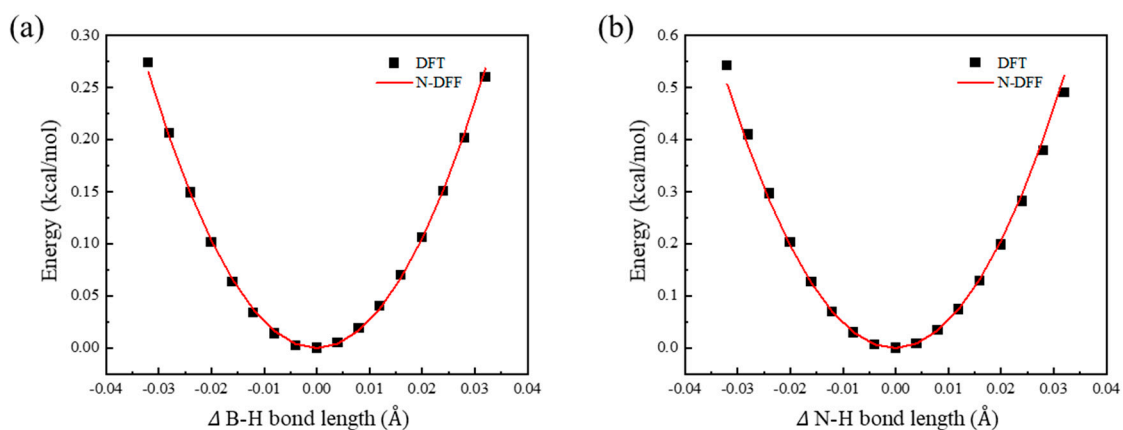 (a)
Energy (kcal/mol)
0.30
0.25
0.20
0.15
0.10
0.05
0.00
DFT
N-DFF
-0.04 -0.03 -0.02 -0.01 0.00 0.01 0.02 0.03 0.04
Δ B-H bond length (Å)
(b)
Energy (kcal/mol)
0.6
0.5
0.4
0.3
0.2
0.1
0.0
DFT
N-DFF
-0.04 -0.03 -0.02 -0.01 0.00 0.01 0.02 0.03 0.04
Δ N-H bond length (Å)